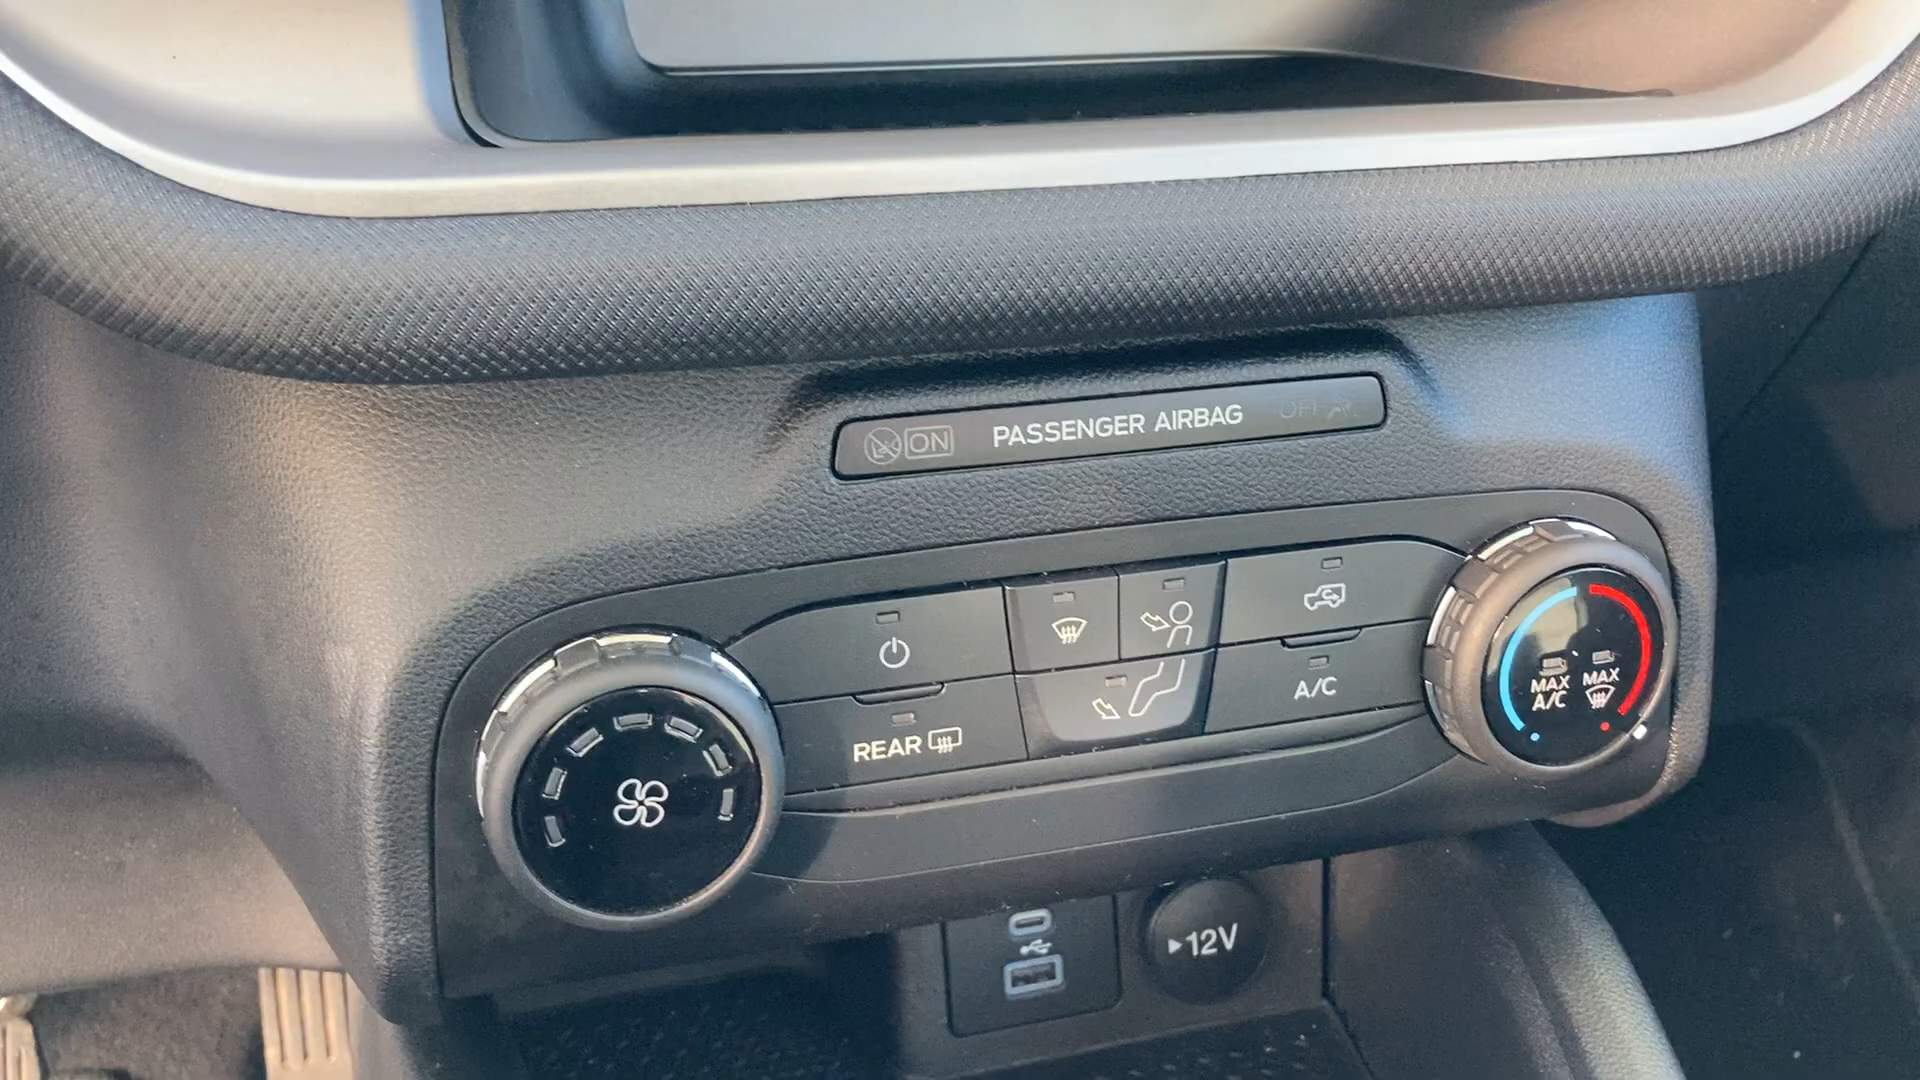 ON PASSENGER AIRBAG OFF
REAR
A/C
MAX A/C
MAX
12V